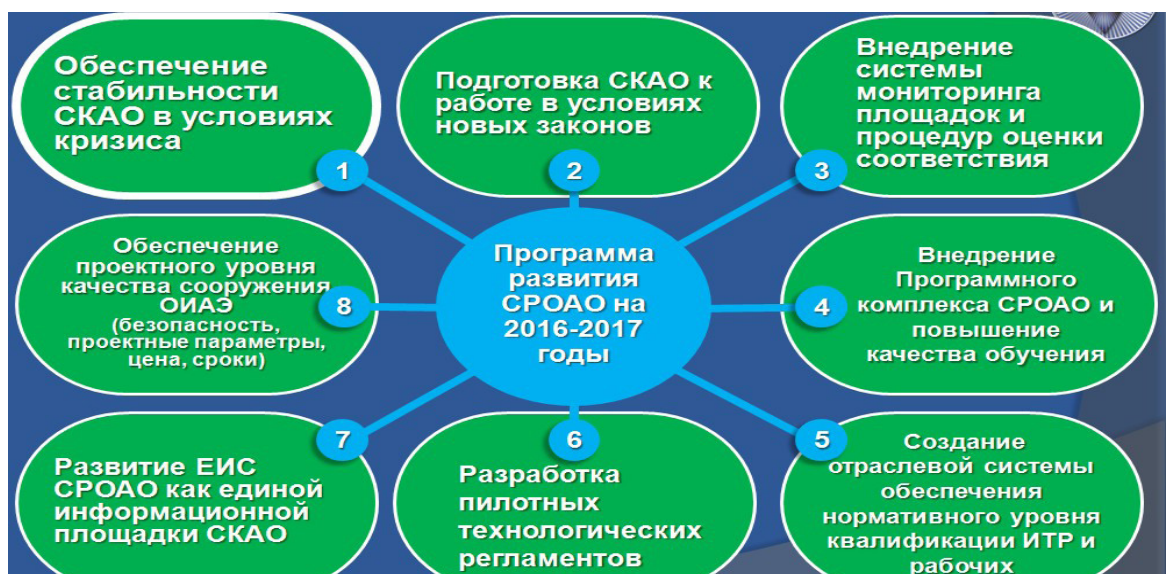 Обеспечение
стабильности
СКАО в условиях
кризиса
1
Подготовка СКАО к
работе в условиях
новых законов
2
Внедрение
системы
мониторинга
площадок и
процедур оценки
соответствия
3
Программа
развития
СРОАО на
2016-2017
годы
Внедрение
Программного
комплекса СРОАО и
повышение
качества обучения
4
Создание
отраслевой системы
обеспечения
нормативного уровня
квалификации ИТР и
рабочих
5
Разработка
пилотных
технологических
регламентов
6
Развитие ЕИС
СРОАО как единой
информационной
площадки СКАО
7
Обеспечение
проектного уровня
качества сооружения
ОИАЭ
(безопасность,
проектные параметры,
цена, сроки)
8